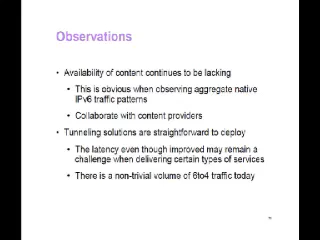 Observations
• Availability of content continues to be lacking
• This is obvious when observing aggregate native
IPv6 traffic patterns
• Collaborate with content providers
• Tunneling solutions are straightforward to deploy
• The latency even though improved may remain a
challenge when delivering certain types of services
• There is a non-trivial volume of 6to4 traffic today